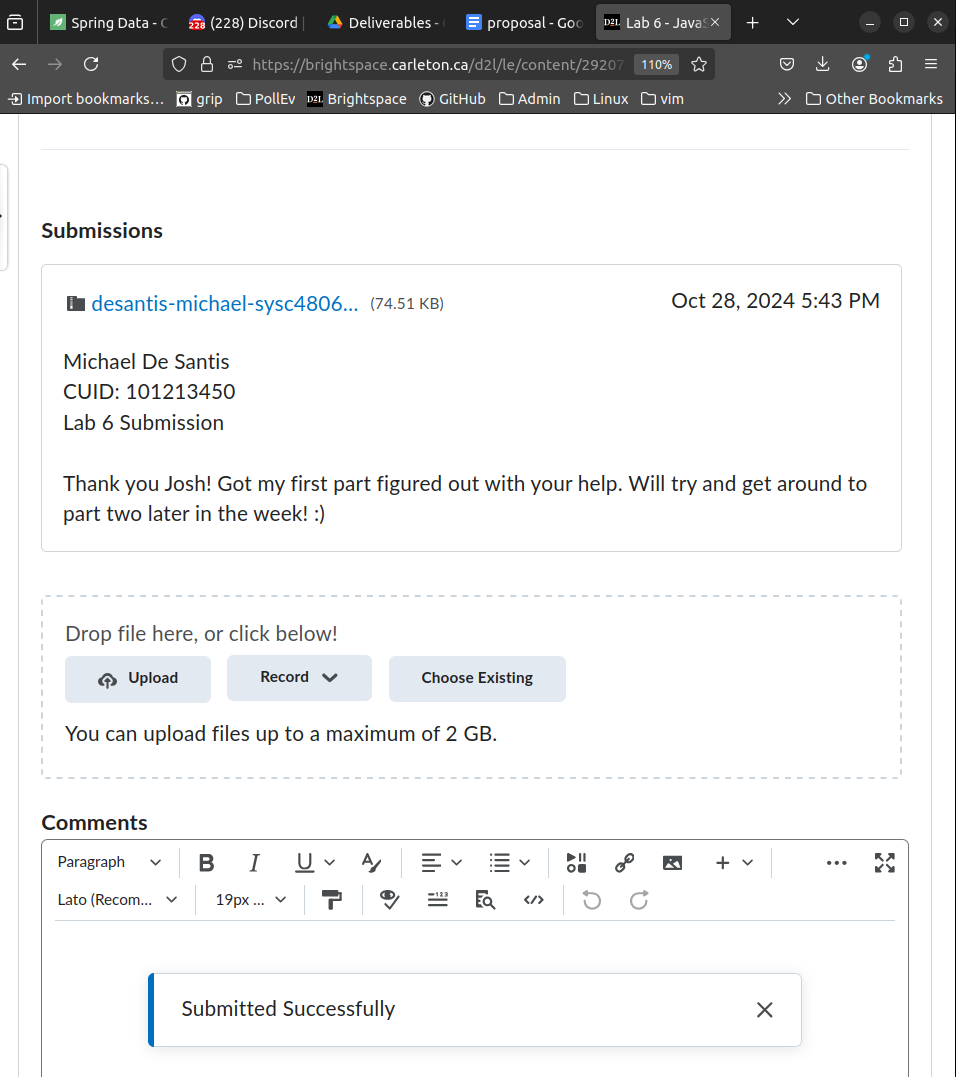 Spring Data - C
228 (228) Discord |
Deliverables -
proposal - Goo
D2L Lab 6 - JavaS
https://brightspace.carleton.ca/d2l/le/content/29207 110%
Import bookmarks... grip PollEv D2L Brightspace GitHub Admin Linux vim Other Bookmarks
Submissions
desantis-michael-sysc4806... (74.51 KB) Oct 28, 2024 5:43 PM
Michael De Santis
CUID: 101213450
Lab 6 Submission
Thank you Josh! Got my first part figured out with your help. Will try and get around to
part two later in the week! :)
Drop file here, or click below!
Upload Record Choose Existing
You can upload files up to a maximum of 2 GB.
Comments
Paragraph B I U A
Lato (Recom... 19px ... 123 </>
Submitted Successfully